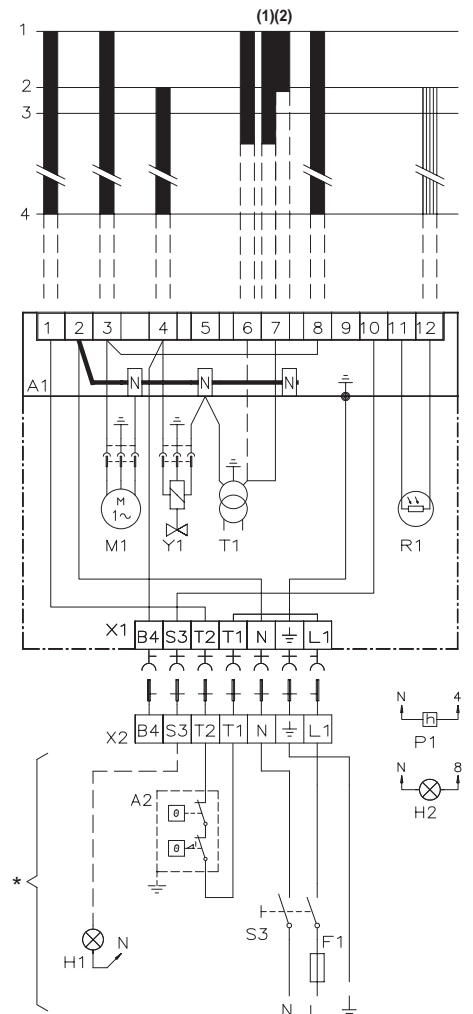 (1)(2)
1
2
3
4
1 2 3 4 5 6 7 8 9 10 11 12
A1 N N N
M
1~
M1 Y1 T1 R1
X1 B4 S3 T2 T1 N L1
X2 B4 S3 T2 T1 N L1
N 4
h
P1
N 8
H2
A2
θ
θ
*
H1 N
S3 F1
N L